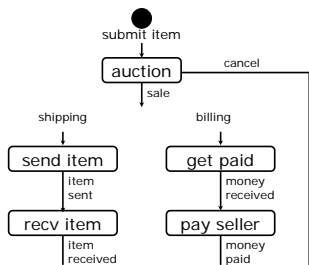 submit item
auction
cancel
sale
shipping
billing
send item
get paid
item
sent
money
received
recv item
pay seller
item
received
money
paid